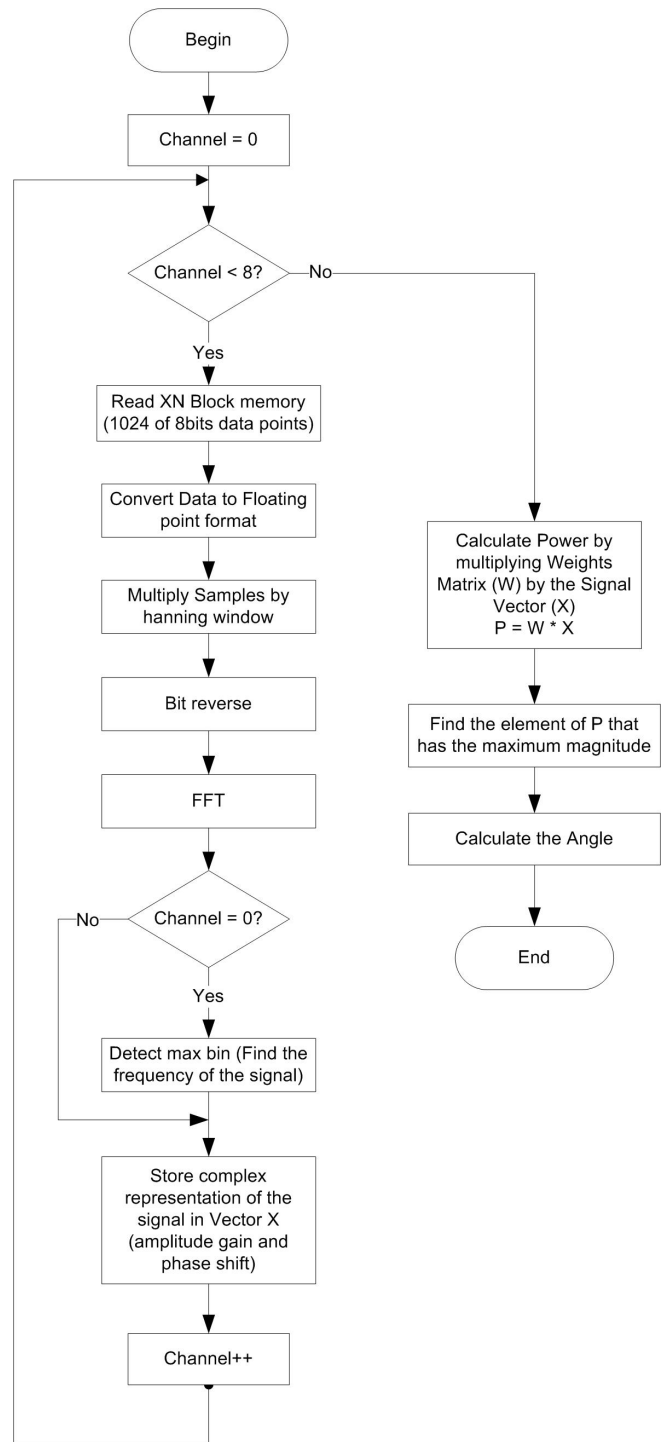 Begin
Channel = 0
Channel < 8?
No
Yes
Read XN Block memory
(1024 of 8bits data points)
Convert Data to Floating
point format
Multiply Samples by
hanning window
Bit reverse
FFT
Channel = 0?
No
Yes
Detect max bin (Find the
frequency of the signal)
Store complex
representation of the
signal in Vector X
(amplitude gain and
phase shift)
Channel++
Calculate Power by
multiplying Weights
Matrix (W) by the Signal
Vector (X)
P = W * X
Find the element of P that
has the maximum magnitude
Calculate the Angle
End